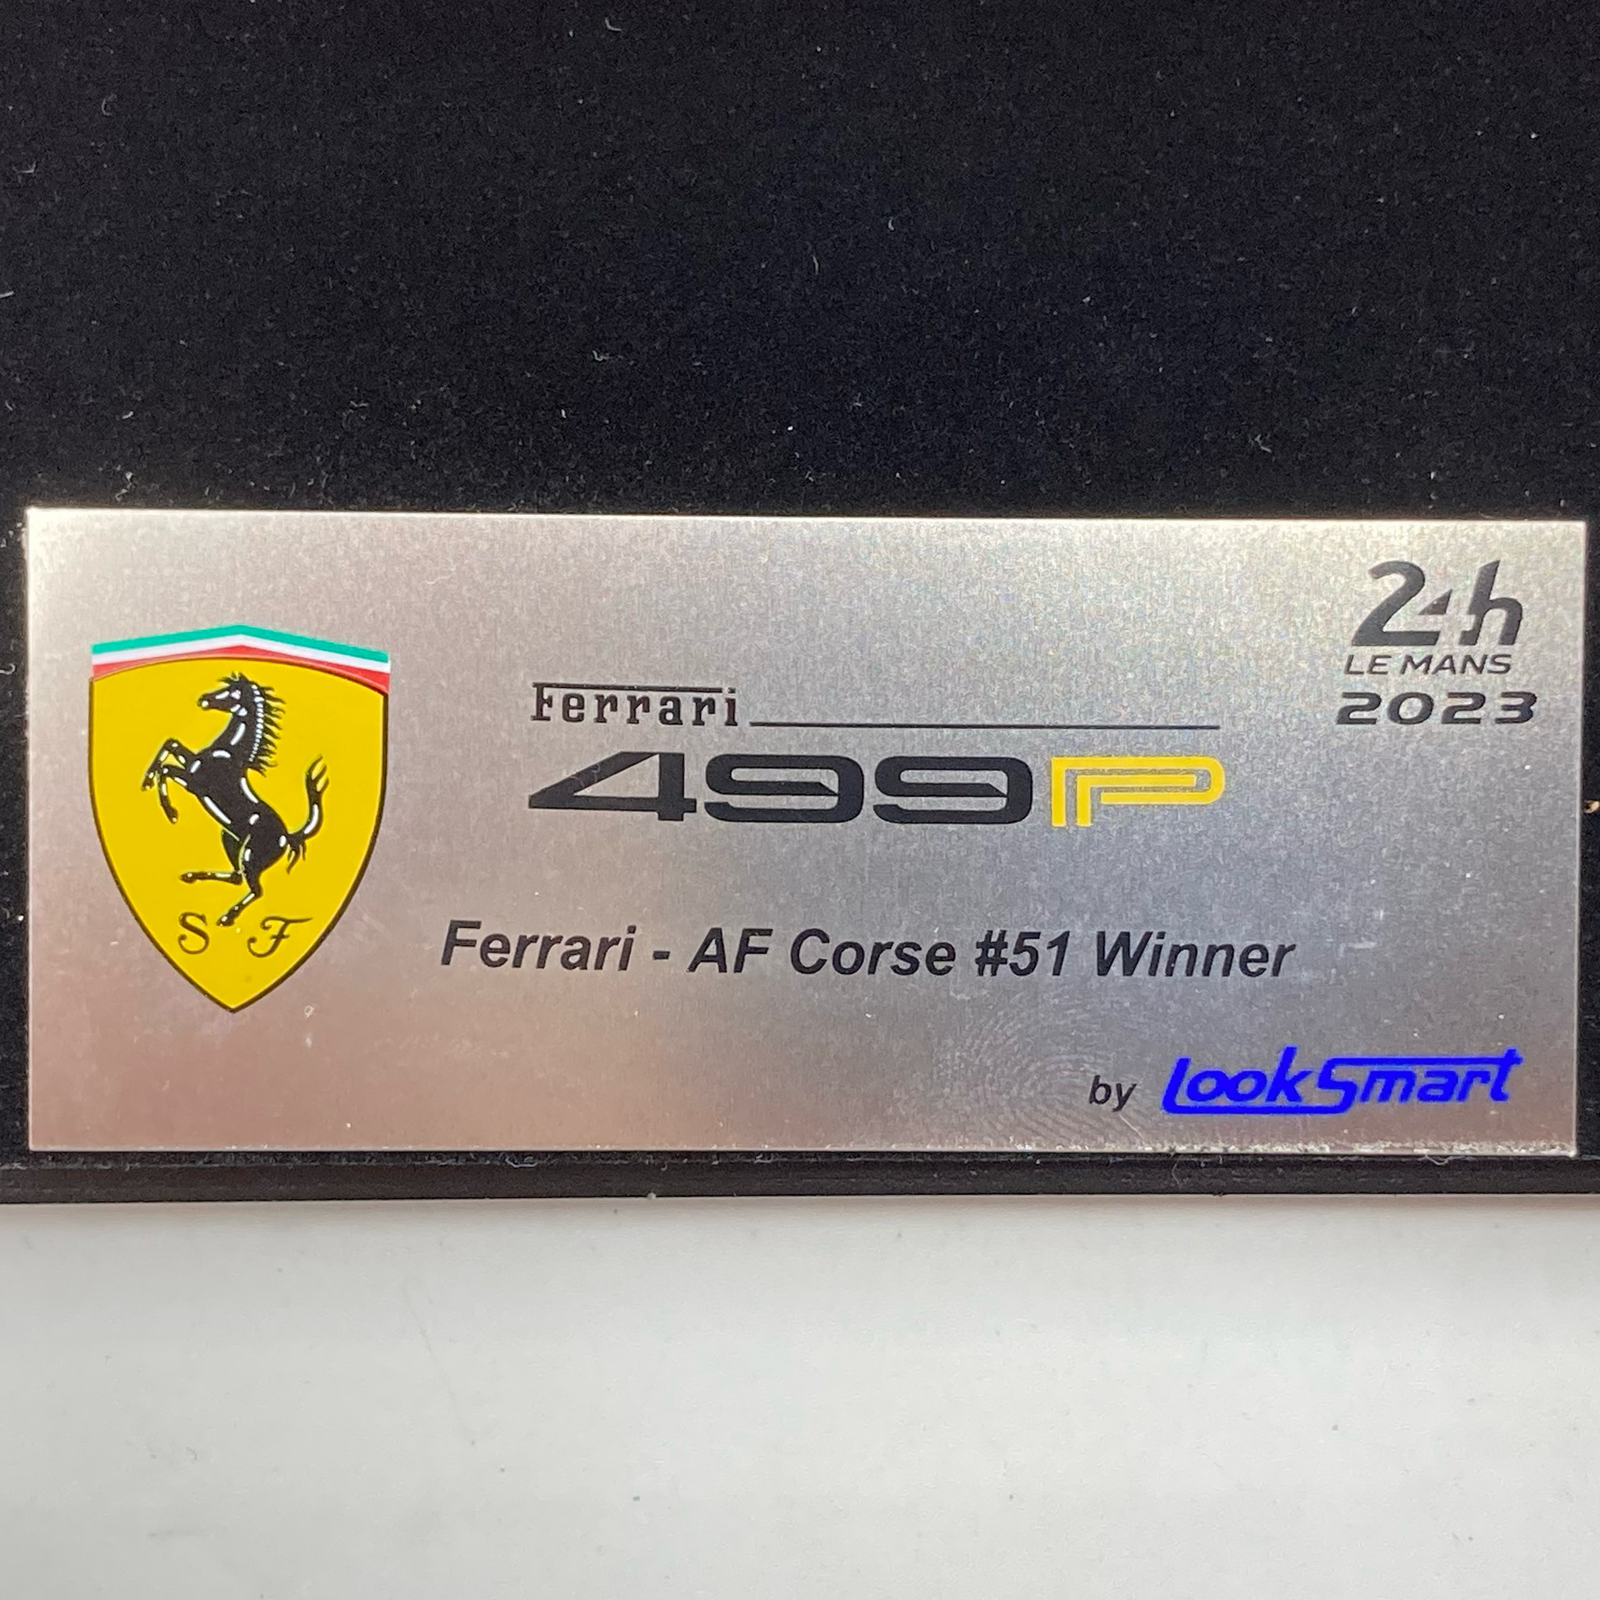 24h
LE MANS
2023
Ferrari
499P
S F
Ferrari - AF Corse #51 Winner
by LookSmart